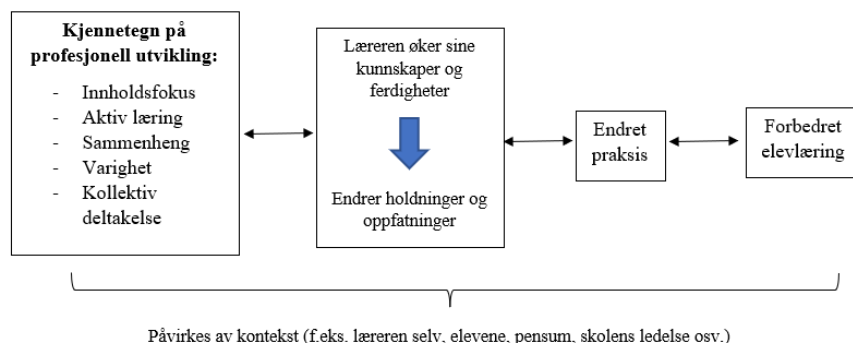 Kjennetegn på
profesjonell utvikling:
- Innholdsfokus
- Aktiv læring
- Sammenheng
- Varighet
- Kollektiv
deltakelse
Læreren øker sine
kunnskaper og
ferdigheter
Endrer holdninger og
oppfatninger
Endret
praksis
Forbedret
elevlæring
Påvirkes av kontekst (f.eks. læreren selv, elevene, pensum, skolens ledelse osv.)